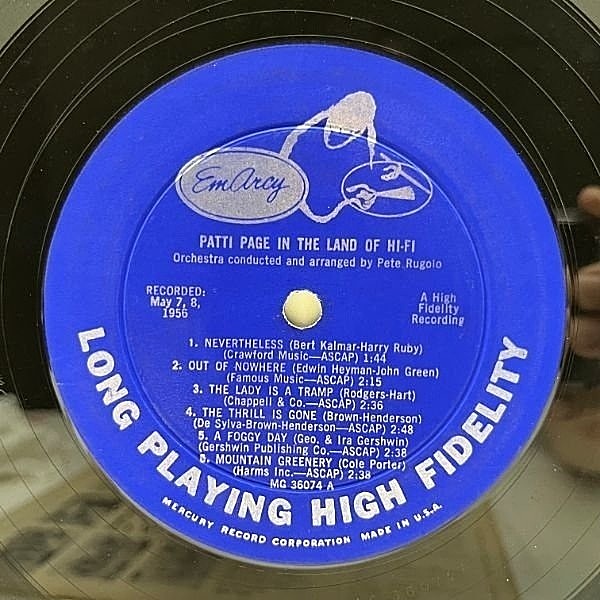 EmArcy
PATTI PAGE IN THE LAND OF HI-FI
Orchestra conducted and arranged by Pete Rugolo
RECORDED:
May 7, 8,
1956
A High
Fidelity
Recording
1. NEVERTHELESS (Bert Kalmar-Harry Ruby)
(Crawford Music—ASCAP) 1:44
2. OUT OF NOWHERE (Edwin Heyman-John Green)
(Famous Music—ASCAP) 2:15
3. THE LADY IS A TRAMP (Rodgers-Hart)
(Chappell & Co.—ASCAP) 2:36
4. THE THRILL IS GONE (Brown-Henderson)
(De Sylva-Brown-Henderson—ASCAP) 2:48
5. A FOGGY DAY (Geo. & Ira Gershwin)
(Gershwin Publishing Co.—ASCAP) 2:38
5. MOUNTAIN GREENERY (Cole Porter)
(Harms Inc.—ASCAP) 2:38
MG 36074 A
LONG PLAYING HIGH FIDELITY
MERCURY RECORD CORPORATION MADE IN U.S.A.